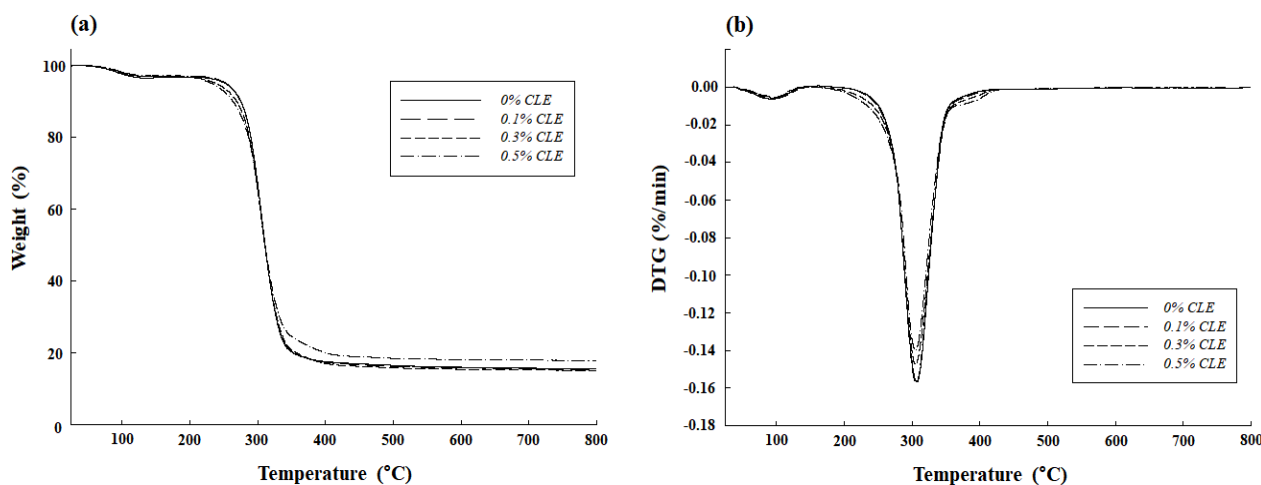 (a)
100
80
60
40
20
0
Weight (%)
0% CLE
0.1% CLE
0.3% CLE
0.5% CLE
100 200 300 400 500 600 700 800
Temperature (°C)
(b)
0.00
-0.02
-0.04
-0.06
-0.08
-0.10
-0.12
-0.14
-0.16
-0.18
DTG (%/min)
0% CLE
0.1% CLE
0.3% CLE
0.5% CLE
100 200 300 400 500 600 700 800
Temperature (°C)